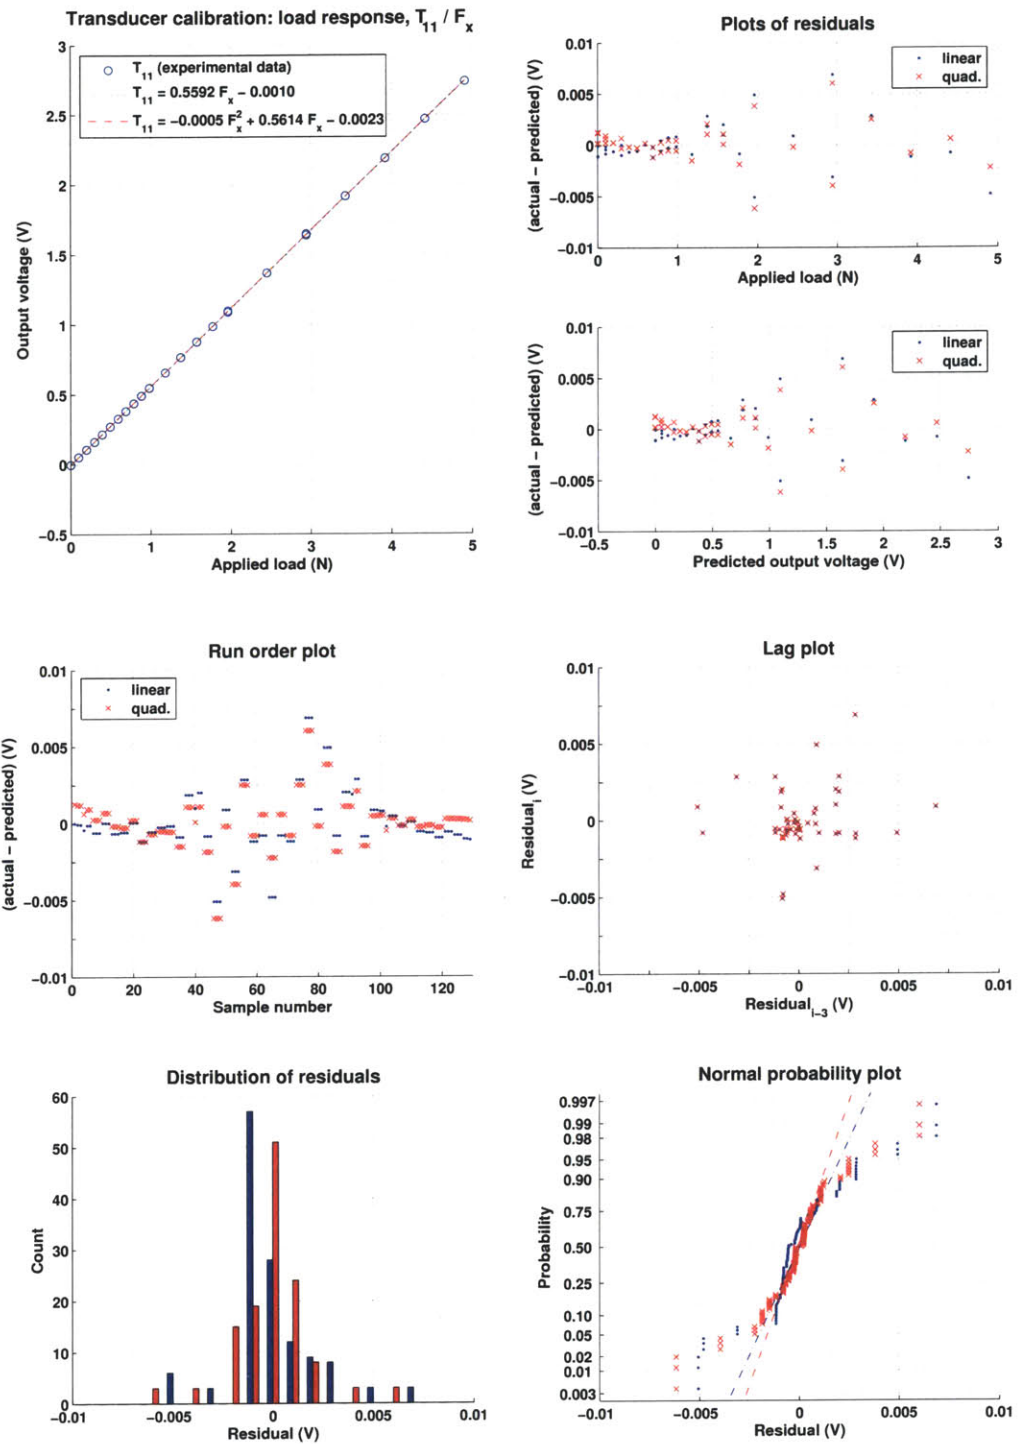 Transducer calibration: load response, T11 / Fx
3
2.5
2
1.5
1
0.5
0
−0.5
Output voltage (V)
T11 (experimental data)
T11 = 0.5592 Fx − 0.0010
T11 = −0.0005 Fx² + 0.5614 Fx − 0.0023
0 1 2 3 4 5
Applied load (N)
Plots of residuals
0.01
0.005
0
−0.005
−0.01
(actual − predicted) (V)
linear
quad.
0 1 2 3 4 5
Applied load (N)
0.01
0.005
0
−0.005
−0.01
(actual − predicted) (V)
linear
quad.
−0.5 0 0.5 1 1.5 2 2.5 3
Predicted output voltage (V)
Run order plot
0.01
0.005
0
−0.005
−0.01
(actual − predicted) (V)
linear
quad.
0 20 40 60 80 100 120
Sample number
Lag plot
0.01
0.005
0
−0.005
−0.01
Residuali (V)
−0.01 −0.005 0 0.005 0.01
Residuali−3 (V)
Distribution of residuals
60
50
40
30
20
10
0
Count
−0.01 −0.005 0 0.005 0.01
Residual (V)
Normal probability plot
0.997
0.99
0.98
0.95
0.90
0.75
0.50
0.25
0.10
0.05
0.02
0.01
0.003
Probability
−0.01 −0.005 0 0.005 0.01
Residual (V)